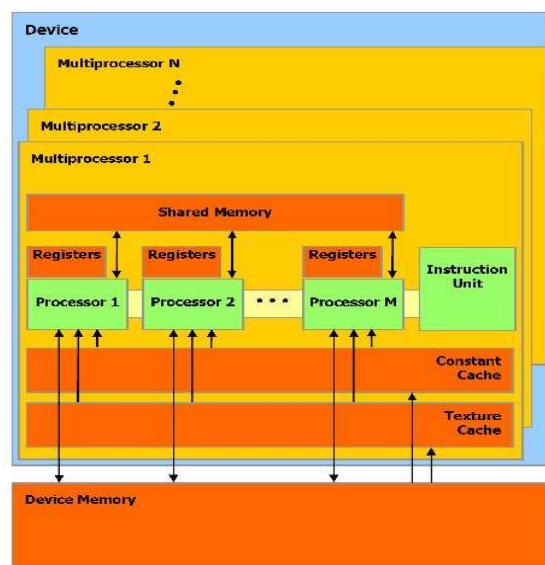 Device
Multiprocessor N
Multiprocessor 2
Multiprocessor 1
Shared Memory
Registers Registers Registers
Processor 1 Processor 2 Processor M
Instruction
Unit
Constant
Cache
Texture
Cache
Device Memory